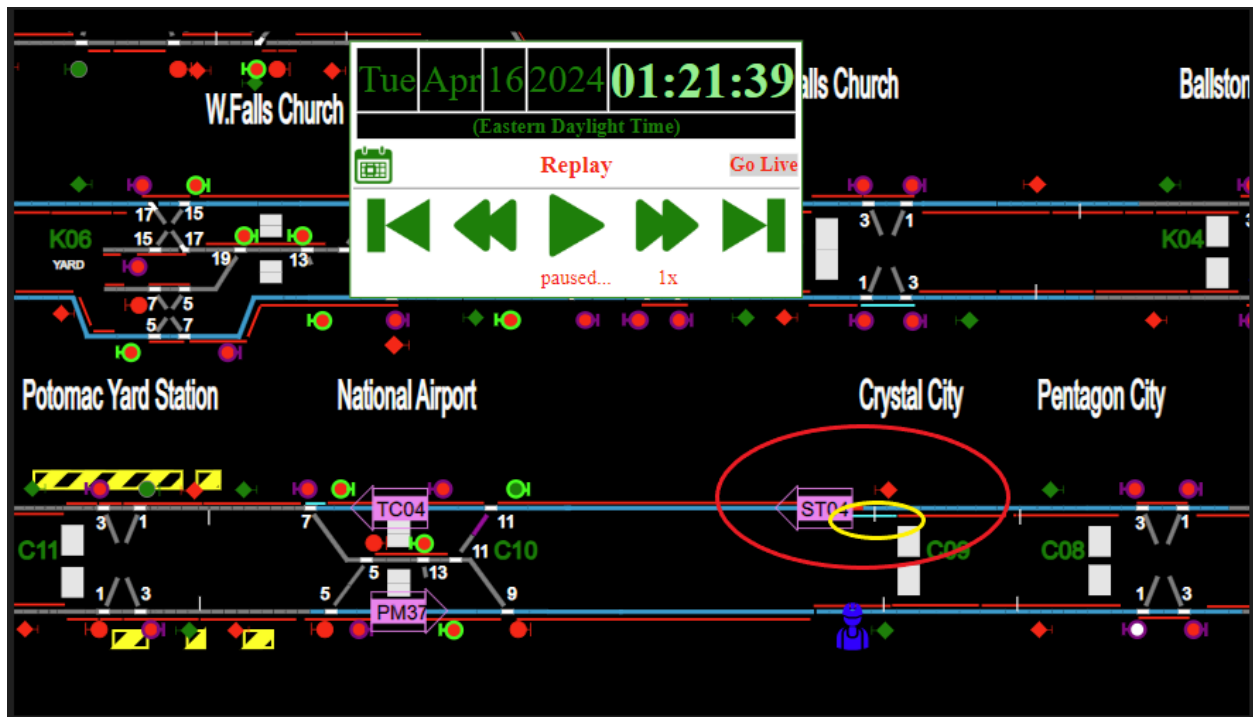 Tue Apr 16 2024 01:21:39
(Eastern Daylight Time)
Replay Go Live
paused... 1x
W.Falls Church
alls Church
Ballston
17 15
3 1
K06
15 17
K04
YARD
19 13
7 5
1 3
5 7
Potomac Yard Station
National Airport
Crystal City
Pentagon City
TC04
ST04
3 1
7
11
3 1
C11
11 C10
C09
C08
5 13
1 3
5
9
1 3
PM37